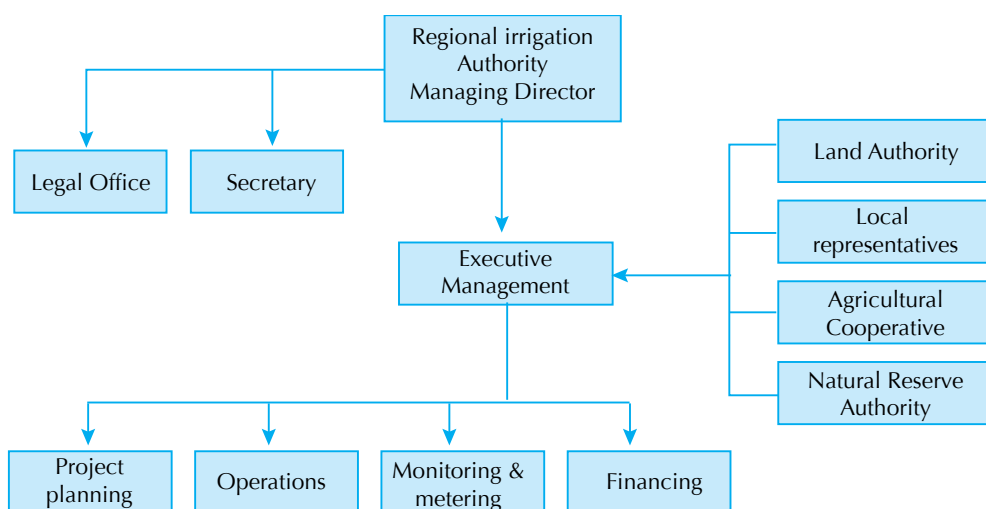 Regional irrigation
Authority
Managing Director
Legal Office
Secretary
Land Authority
Local
representatives
Executive
Management
Agricultural
Cooperative
Natural Reserve
Authority
Project
planning
Operations
Monitoring &
metering
Financing